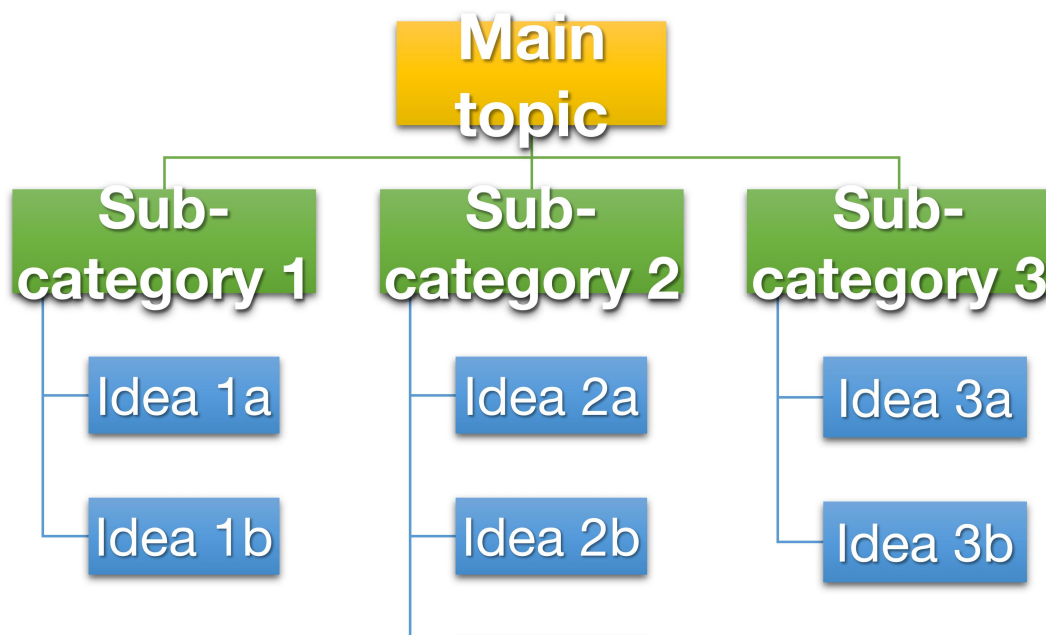 Main
topic
Sub-
category 1
Sub-
category 2
Sub-
category 3
Idea 1a
Idea 2a
Idea 3a
Idea 1b
Idea 2b
Idea 3b